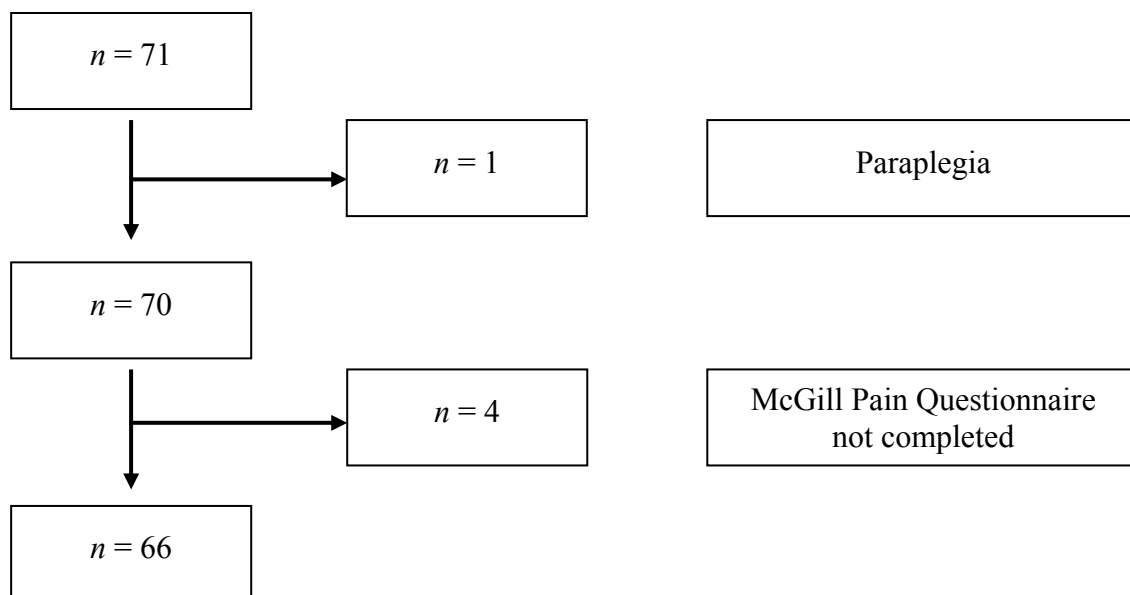 n = 71
n = 1
Paraplegia
n = 70
n = 4
McGill Pain Questionnaire
not completed
n = 66